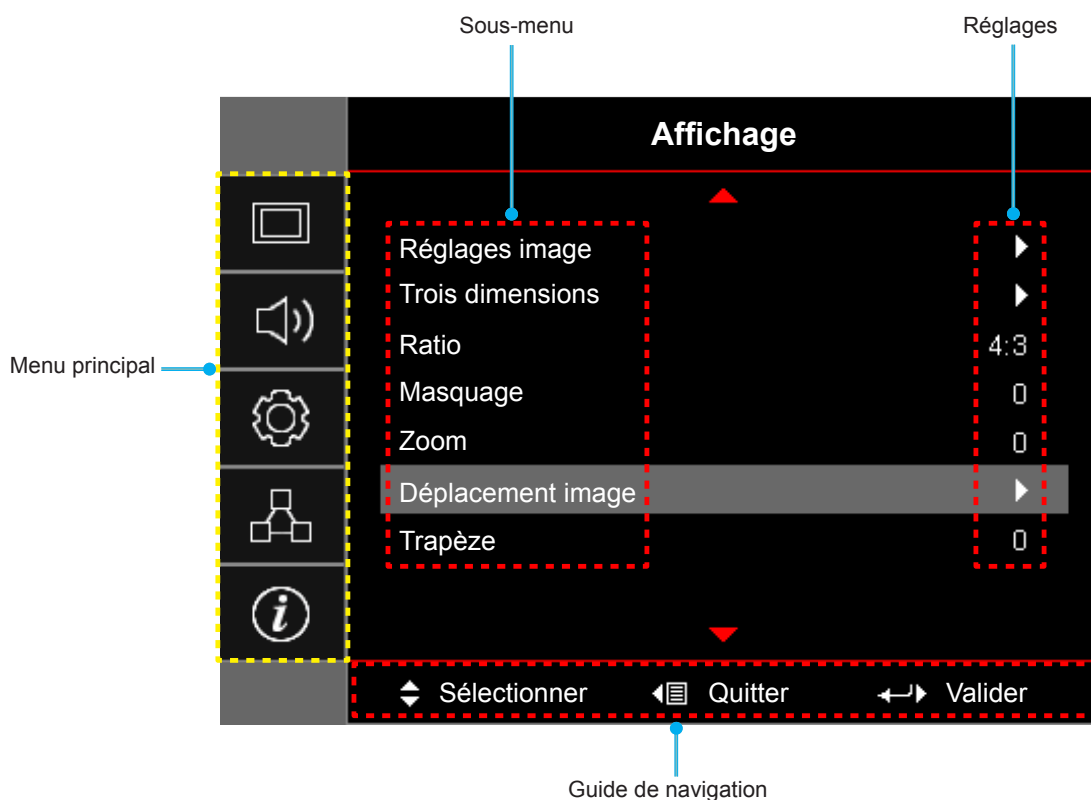 Sous-menu
Réglages
Affichage
Réglages image
Trois dimensions
Ratio 4:3
Menu principal
Masquage 0
Zoom 0
Déplacement image
Trapèze 0
i
Sélectionner Quitter Valider
Guide de navigation